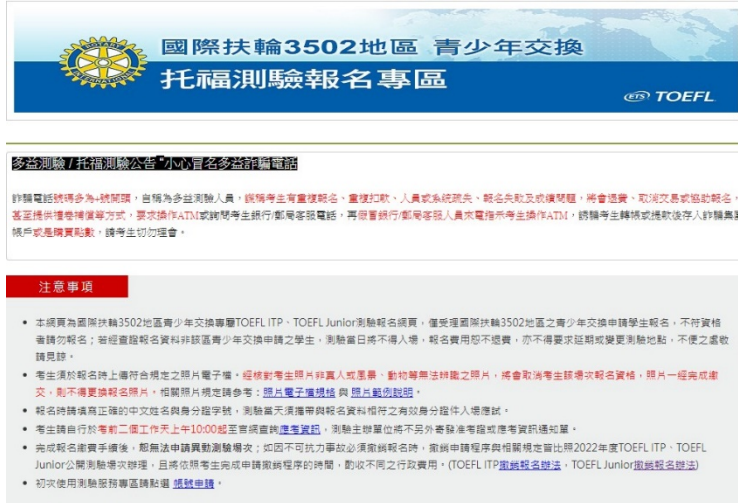 國際扶輪3502地區 青少年交換
托福測驗報名專區
ETS TOEFL
多益測驗 / 托福測驗公告 "小心冒名多益詐騙電話
詐騙電話號碼多為+號開頭，自稱為多益測驗人員，謊稱考生有重複報名、重複扣款、人員或系統疏失、報名失敗及成績問題，將會退費、取消交易或協助報名，
甚至提供禮卷補償等方式，要求操作ATM或詢問考生銀行/郵局客服電話，再假冒銀行/郵局客服人員來電指示考生操作ATM，誘騙考生轉帳或提款後存入詐騙集團
帳戶或是購買點數，請考生切勿理會。
注意事項
• 本網頁為國際扶輪3502地區青少年交換專屬TOEFL ITP、TOEFL Junior測驗報名網頁，僅受理國際扶輪3502地區之青少年交換申請學生報名，不符資格
者請勿報名；若經查證報名資料非該區青少年交換申請之學生，測驗當日將不得入場，報名費用恕不退費，亦不得要求延期或變更測驗地點，不便之處敬
請見諒。
• 考生須於報名時上傳符合規定之照片電子檔。經核對考生照片非真人或風景、動物等無法辨識之照片，將會取消考生該場次報名資格，照片一經完成繳
交，則不得更換報名照片。相關照片規定請參考：照片電子檔規格 與 照片範例說明。
• 報名時請填寫正確的中文姓名與身分證字號，測驗當天須攜帶與報名資料相符之有效身分證件入場應試。
• 考生請自行於考前二個工作天上午10:00起至官網查詢應考資訊，測驗主辦單位將不另外寄發准考證或應考資訊通知單。
• 完成報名繳費手續後，恕無法申請異動測驗場次；如因不可抗力事故必須撤銷報名時，撤銷申請程序與相關規定皆比照2022年度TOEFL ITP、TOEFL
Junior公開測驗場次辦理，且將依照考生完成申請撤銷程序的時間，酌收不同之行政費用。(TOEFL ITP撤銷報名辦法，TOEFL Junior撤銷報名辦法)
• 初次使用測驗服務專區請點選 帳號申請。